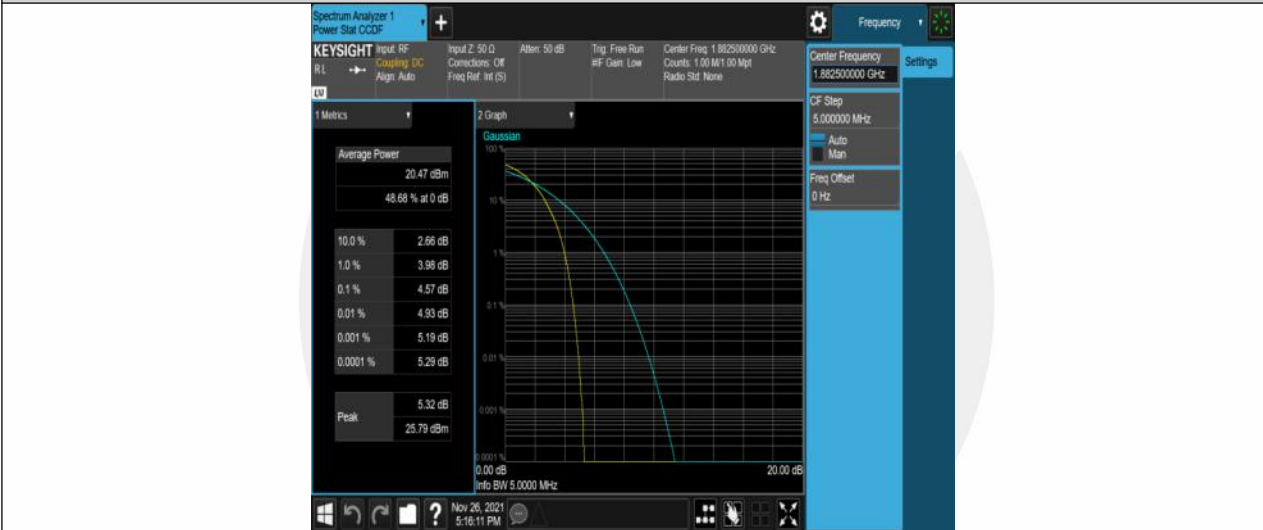 Spectrum Analyzer 1
Power Stat CCDF
+
Frequency
KEYSIGHT
RL
LW
Input: RF
Coupling: DC
Align: Auto
Input Z: 50 Ω
Corrections: Off
Freq Ref: Int (S)
Atten: 50 dB
Trig: Free Run
#IF Gain: Low
Center Freq: 1.882500000 GHz
Counts: 1.00 M/1.00 Mpt
Radio Std: None
Center Frequency
1.882500000 GHz
Settings
CF Step
5.000000 MHz
Auto
Man
Freq Offset
0 Hz
1 Metrics
Average Power
20.47 dBm
48.68 % at 0 dB
10.0 % 2.66 dB
1.0 % 3.98 dB
0.1 % 4.57 dB
0.01 % 4.93 dB
0.001 % 5.19 dB
0.0001 % 5.29 dB
Peak
5.32 dB
25.79 dBm
2 Graph
Gaussian
100 %
10 %
1 %
0.1 %
0.01 %
0.001 %
0.0001 %
0.00 dB 20.00 dB
Info BW 5.0000 MHz
?
Nov 26, 2021
5:16:11 PM